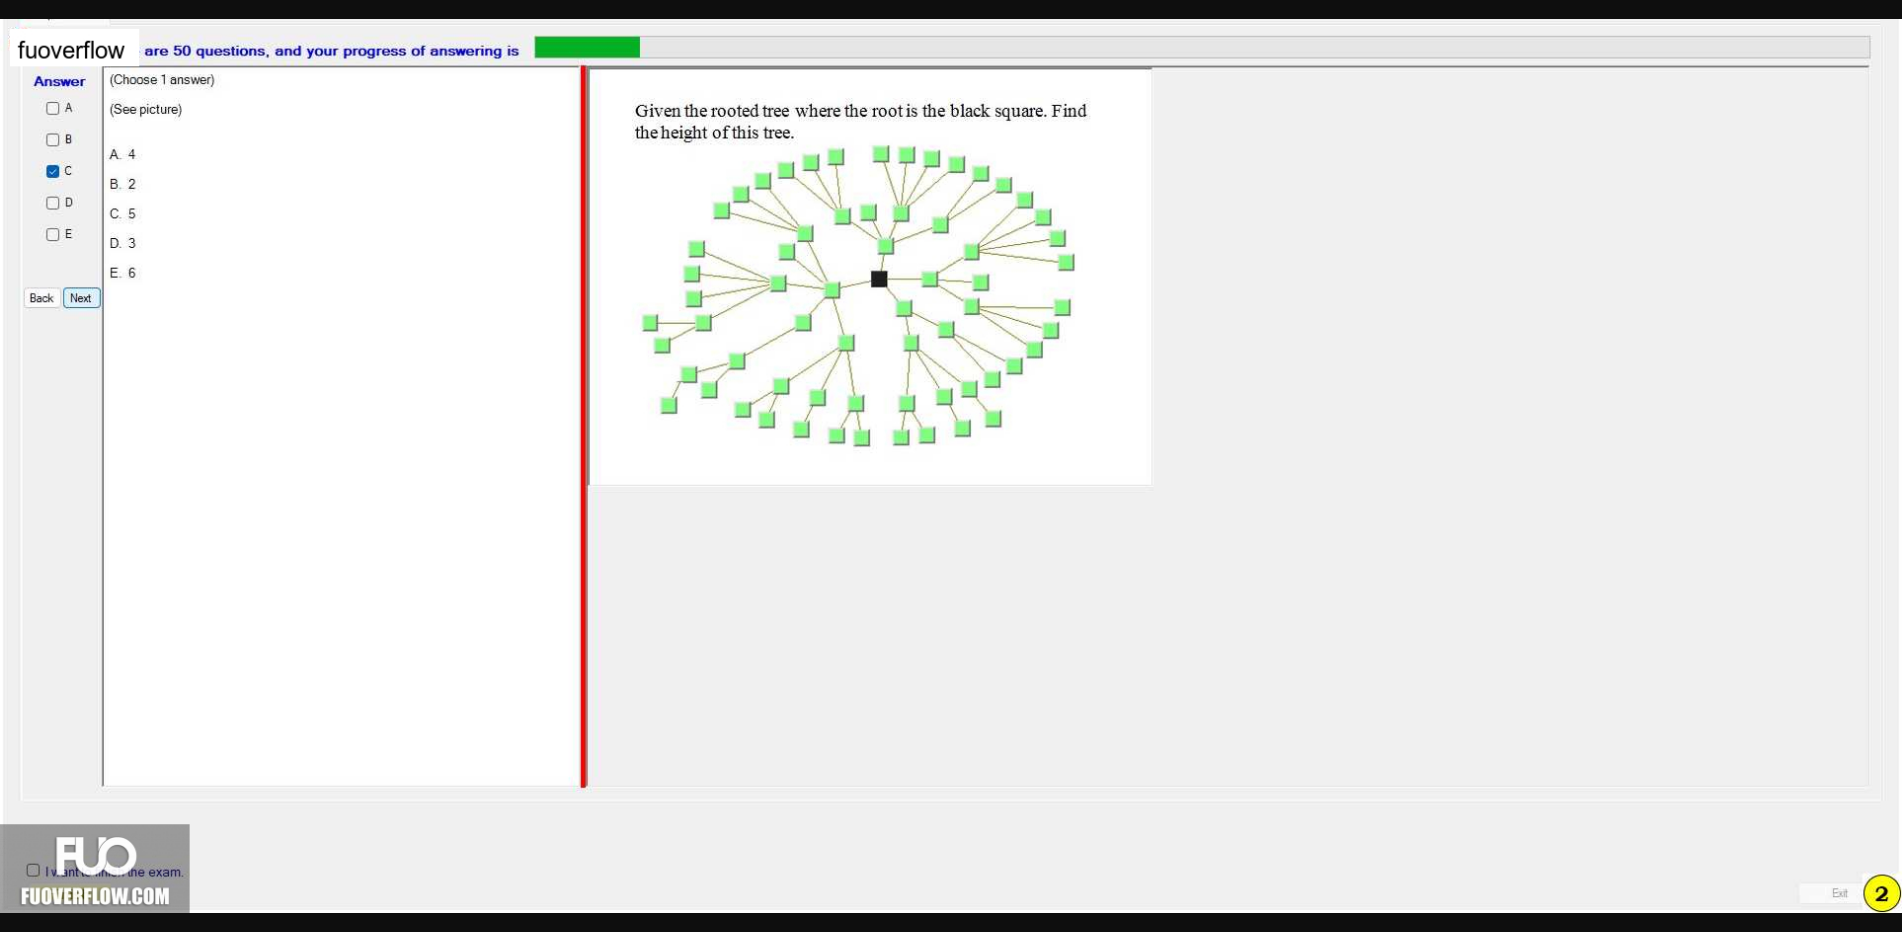 fuoverflow are 50 questions, and your progress of answering is
Answer
A
B
C
D
E
Back Next
(Choose 1 answer)
(See picture)
A. 4
B. 2
C. 5
D. 3
E. 6
Given the rooted tree where the root is the black square. Find
the height of this tree.
FUO
the exam.
FUOVERFLOW.COM
Exit
2